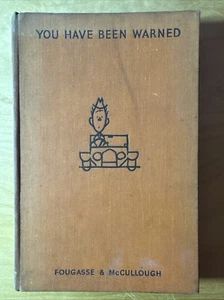 YOU HAVE BEEN WARNED
FOUGASSE & McCULLOUGH